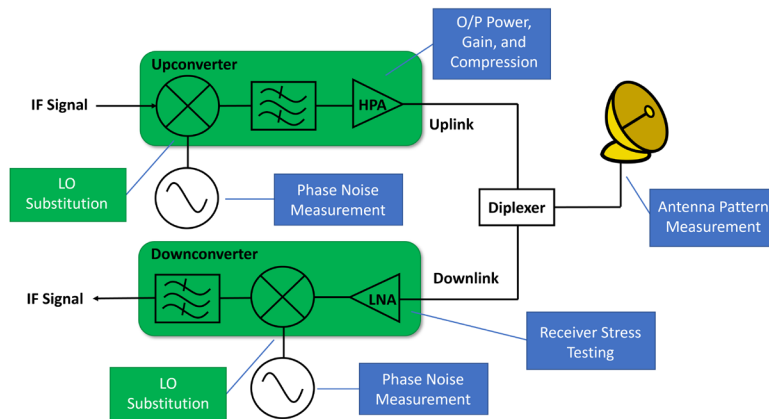 O/P Power,
Gain, and
Compression
Upconverter
IF Signal
HPA
Uplink
LO
Substitution
Phase Noise
Measurement
Diplexer
Antenna Pattern
Measurement
Downconverter
Downlink
IF Signal
LNA
Receiver Stress
Testing
LO
Substitution
Phase Noise
Measurement